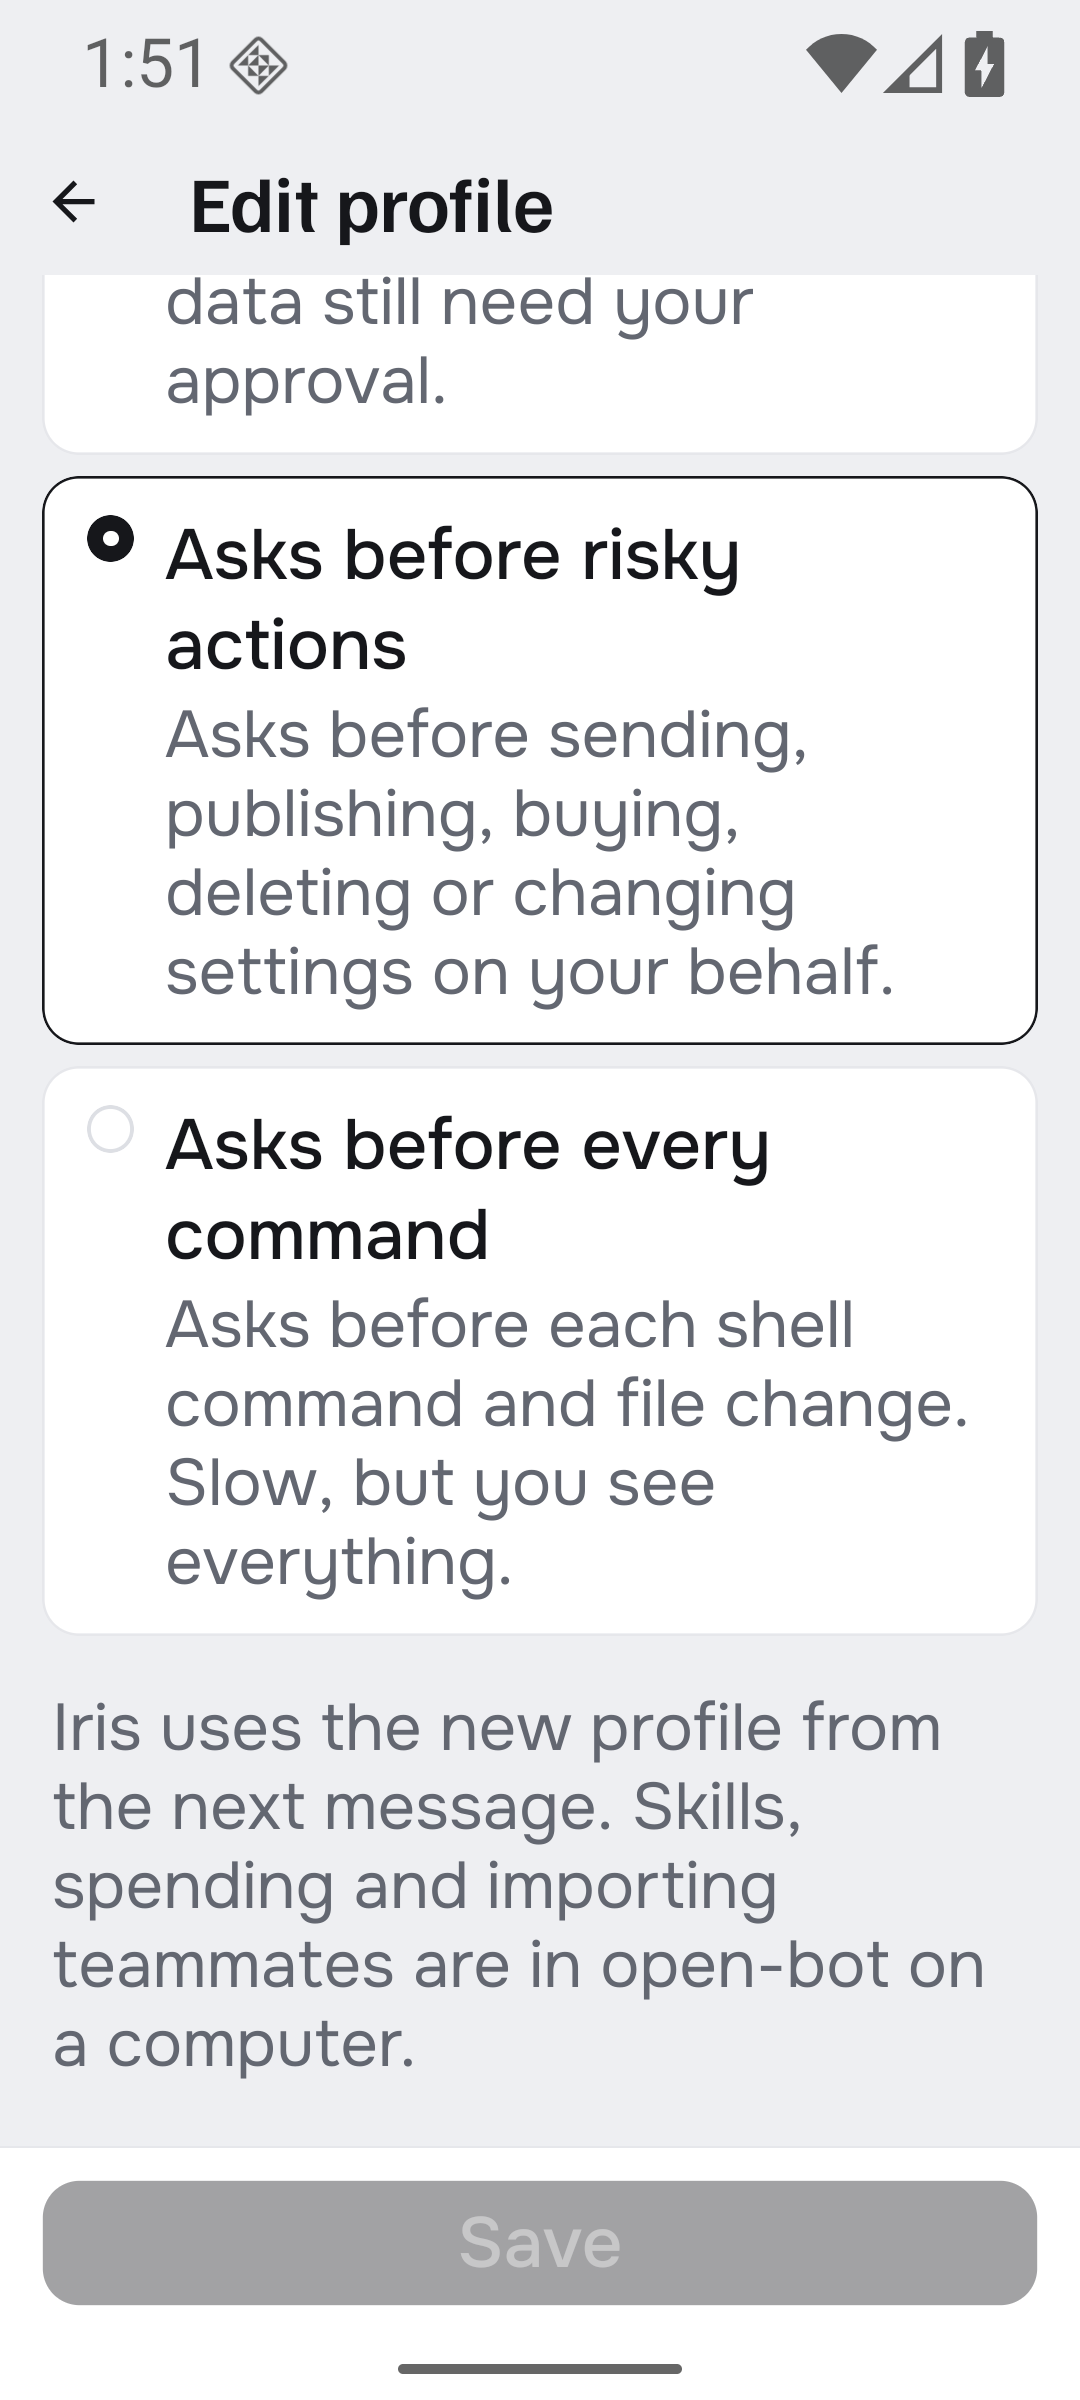 1:51
Edit profile
data still need your
approval.
Asks before risky
actions
Asks before sending,
publishing, buying,
deleting or changing
settings on your behalf.
Asks before every
command
Asks before each shell
command and file change.
Slow, but you see
everything.
Iris uses the new profile from
the next message. Skills,
spending and importing
teammates are in open-bot on
a computer.
Save